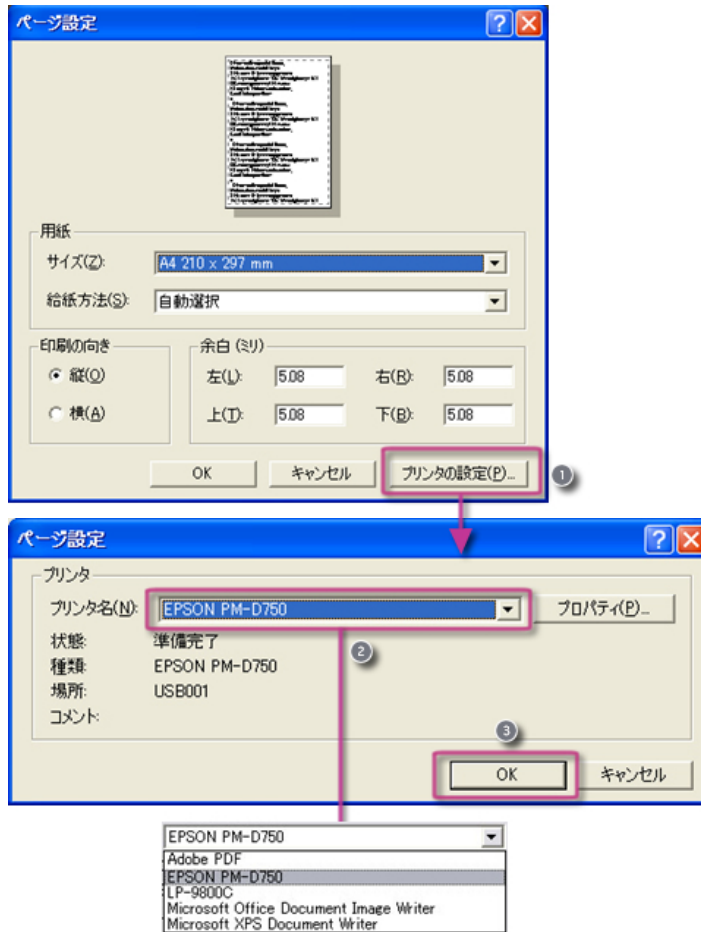 ページ設定
用紙
サイズ(Z):
A4 210 x 297 mm
給紙方法(S):
自動選択
印刷の向き
縦(O)
横(A)
余白 (ミリ)
左(L):
5.08
右(R):
5.08
上(T):
5.08
下(B):
5.08
OK
キャンセル
プリンタの設定(P)...
1
ページ設定
プリンタ
プリンタ名(N):
EPSON PM-D750
プロパティ(P)...
2
状態:
準備完了
種類:
EPSON PM-D750
場所:
USB001
コメント:
3
OK
キャンセル
EPSON PM-D750
Adobe PDF
EPSON PM-D750
LP-9800C
Microsoft Office Document Image Writer
Microsoft XPS Document Writer